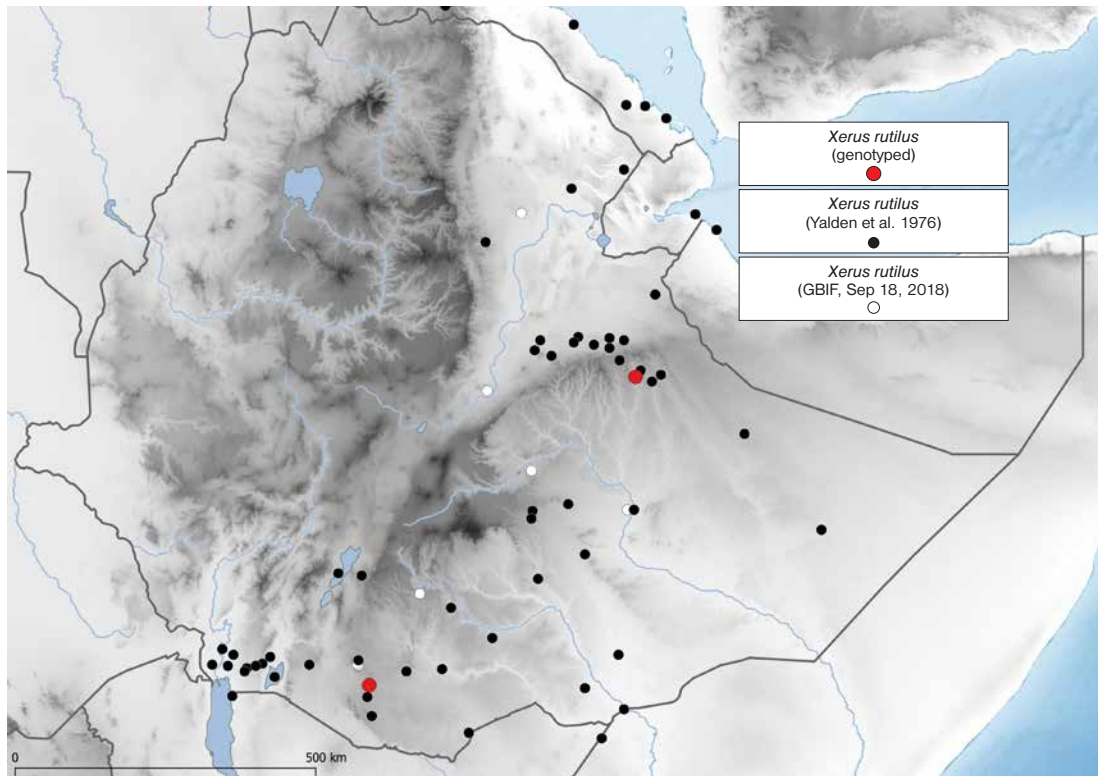 Xerus rutilus
(genotyped)
Xerus rutilus
(Yalden et al. 1976)
Xerus rutilus
(GBIF, Sep 18, 2018)
0
500 km